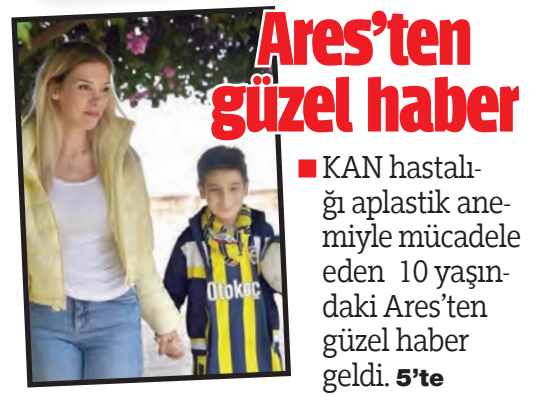 Ares’ten
güzel haber
■ KAN hastalı-
ğı aplastik ane-
miyle mücadele
eden 10 yaşın-
daki Ares’ten
güzel haber
geldi. 5’te
Otokoç